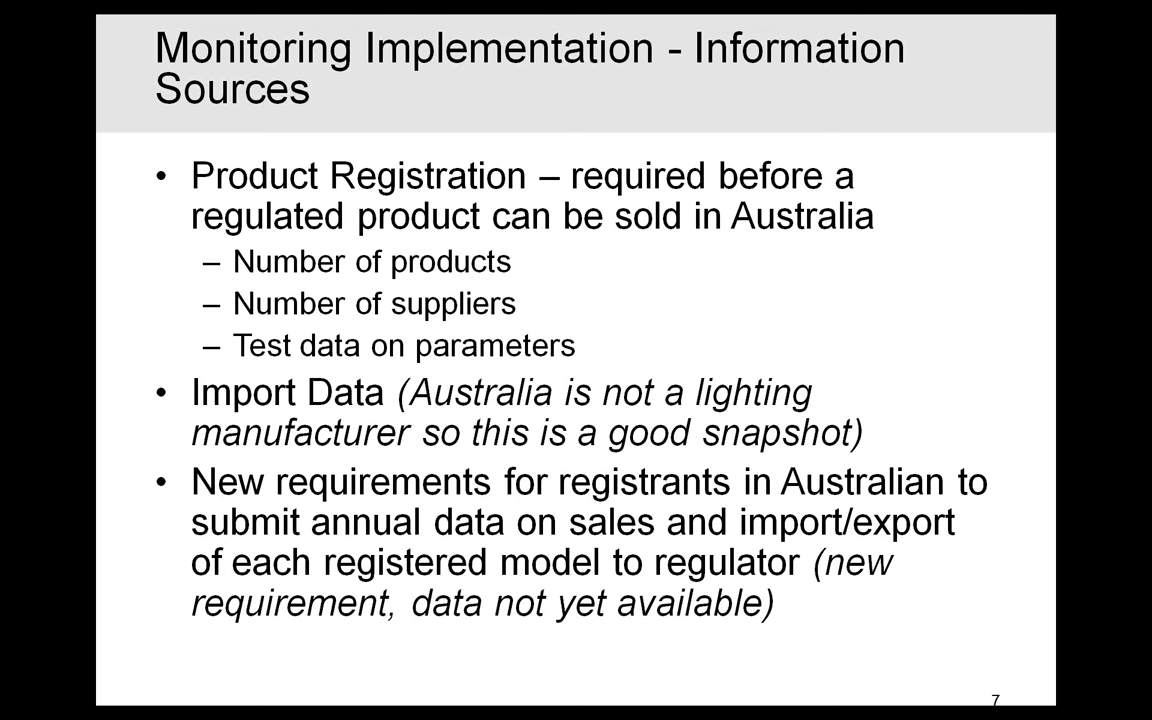 Monitoring Implementation - Information
Sources
• Product Registration – required before a
regulated product can be sold in Australia
– Number of products
– Number of suppliers
– Test data on parameters
• Import Data (Australia is not a lighting
manufacturer so this is a good snapshot)
• New requirements for registrants in Australian to
submit annual data on sales and import/export
of each registered model to regulator (new
requirement, data not yet available)
7